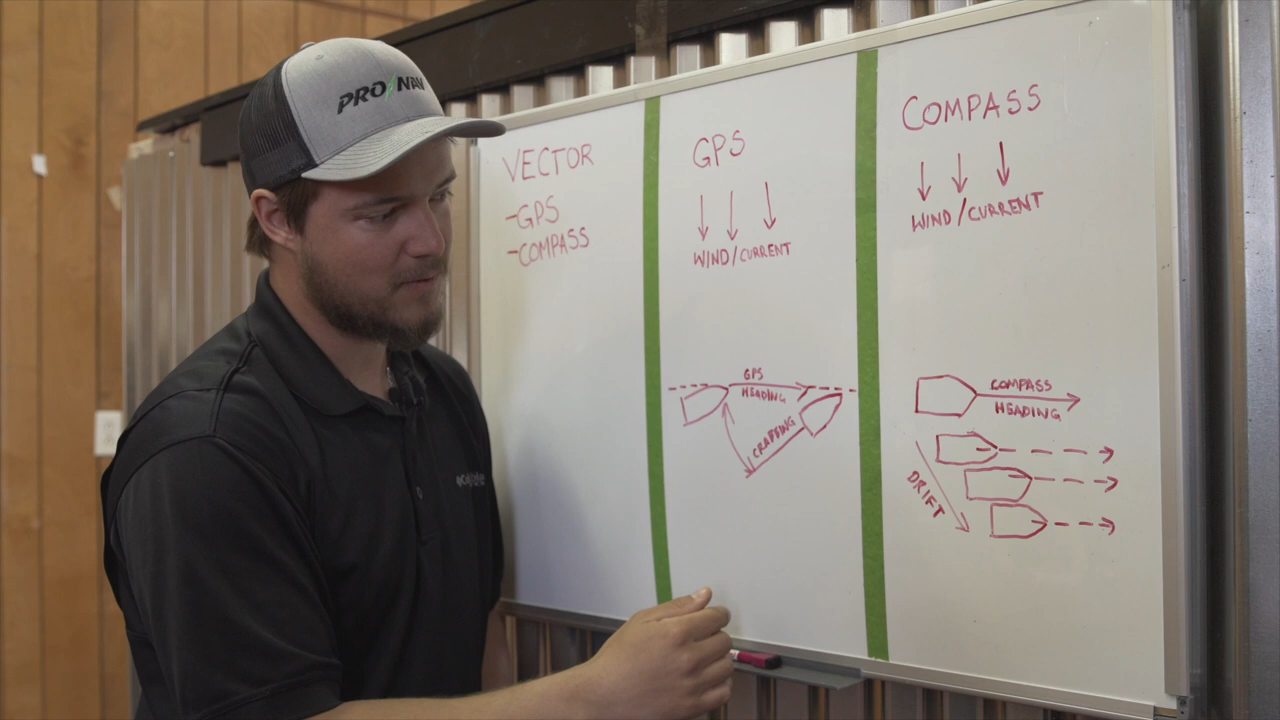 PRO NAV
VECTOR
-GPS
-COMPASS
GPS
WIND/CURRENT
GPS
HEADING
CRABBING
COMPASS
WIND/CURRENT
COMPASS
HEADING
DRIFT